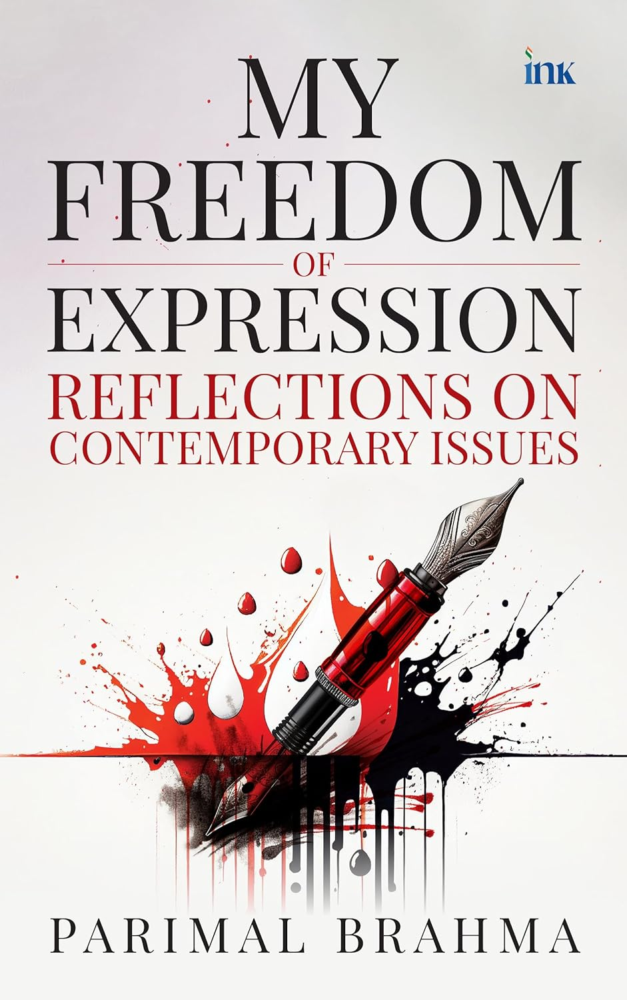 ink
MY
FREEDOM
OF
EXPRESSION
REFLECTIONS ON
CONTEMPORARY ISSUES
PARIMAL BRAHMA